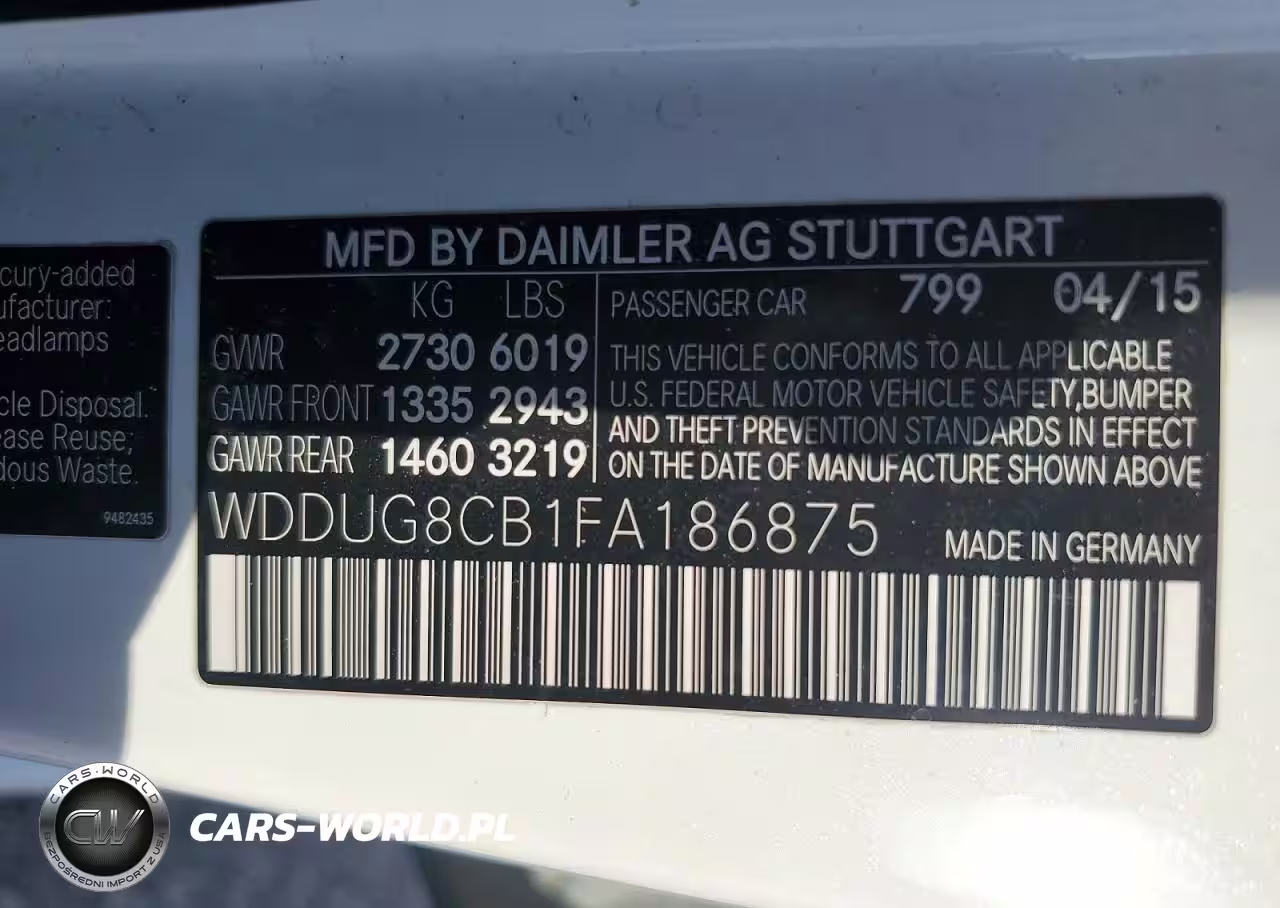 cury-added
ufacturer:
eadlamps
cle Disposal.
ease Reuse;
dous Waste.
9482435
MFD BY DAIMLER AG STUTTGART
KG LBS
GVWR 2730 6019
GAWR FRONT 1335 2943
GAWR REAR 1460 3219
PASSENGER CAR 799 04/15
THIS VEHICLE CONFORMS TO ALL APPLICABLE
U.S. FEDERAL MOTOR VEHICLE SAFETY,BUMPER
AND THEFT PREVENTION STANDARDS IN EFFECT
ON THE DATE OF MANUFACTURE SHOWN ABOVE
WDDUG8CB1FA186875
MADE IN GERMANY
CARS-WORLD
CW
BEZPOŚREDNI IMPORT Z USA
CARS-WORLD.PL